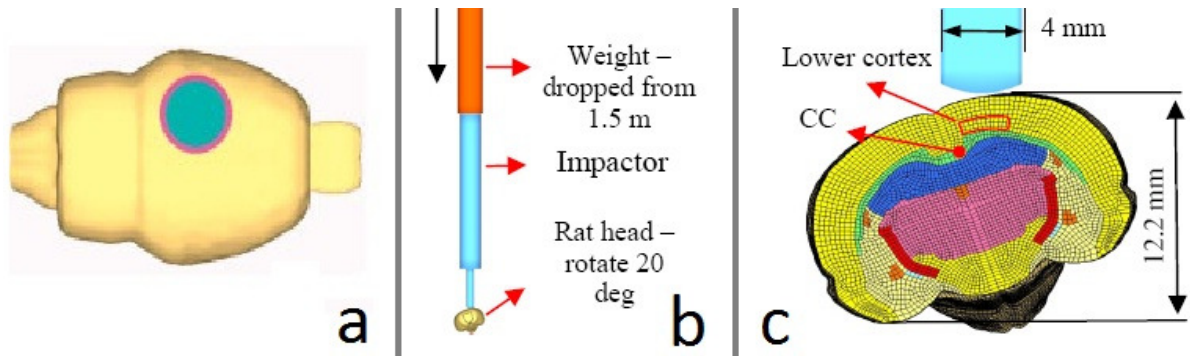 a
Weight –
dropped from
1.5 m
Impactor
Rat head –
rotate 20
deg
b
4 mm
Lower cortex
CC
12.2 mm
c